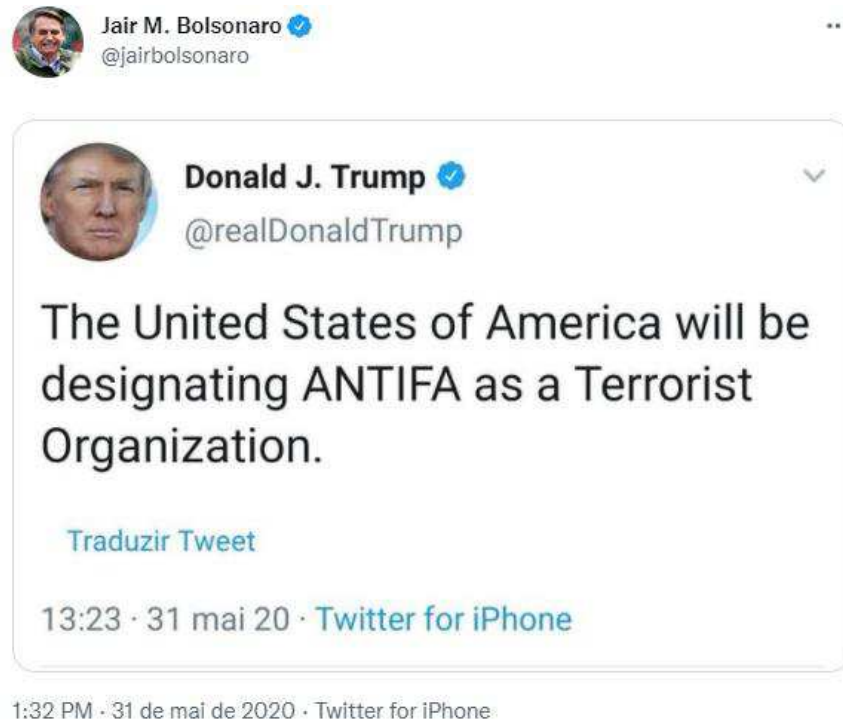 Jair M. Bolsonaro
@jairbolsonaro
Donald J. Trump
@realDonaldTrump
The United States of America will be
designating ANTIFA as a Terrorist
Organization.
Traduzir Tweet
13:23 · 31 mai 20 · Twitter for iPhone
1:32 PM · 31 de mai de 2020 · Twitter for iPhone